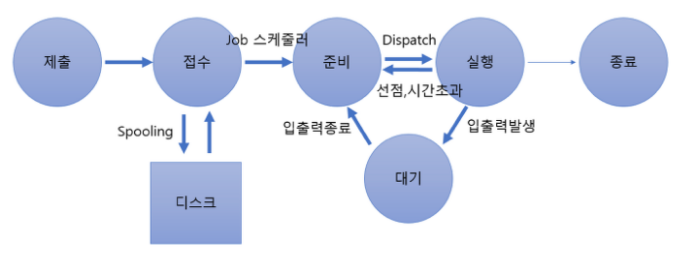 Job 스케줄러
Dispatch
제출
접수
준비
실행
종료
선점,시간초과
Spooling
입출력종료
입출력발생
대기
디스크